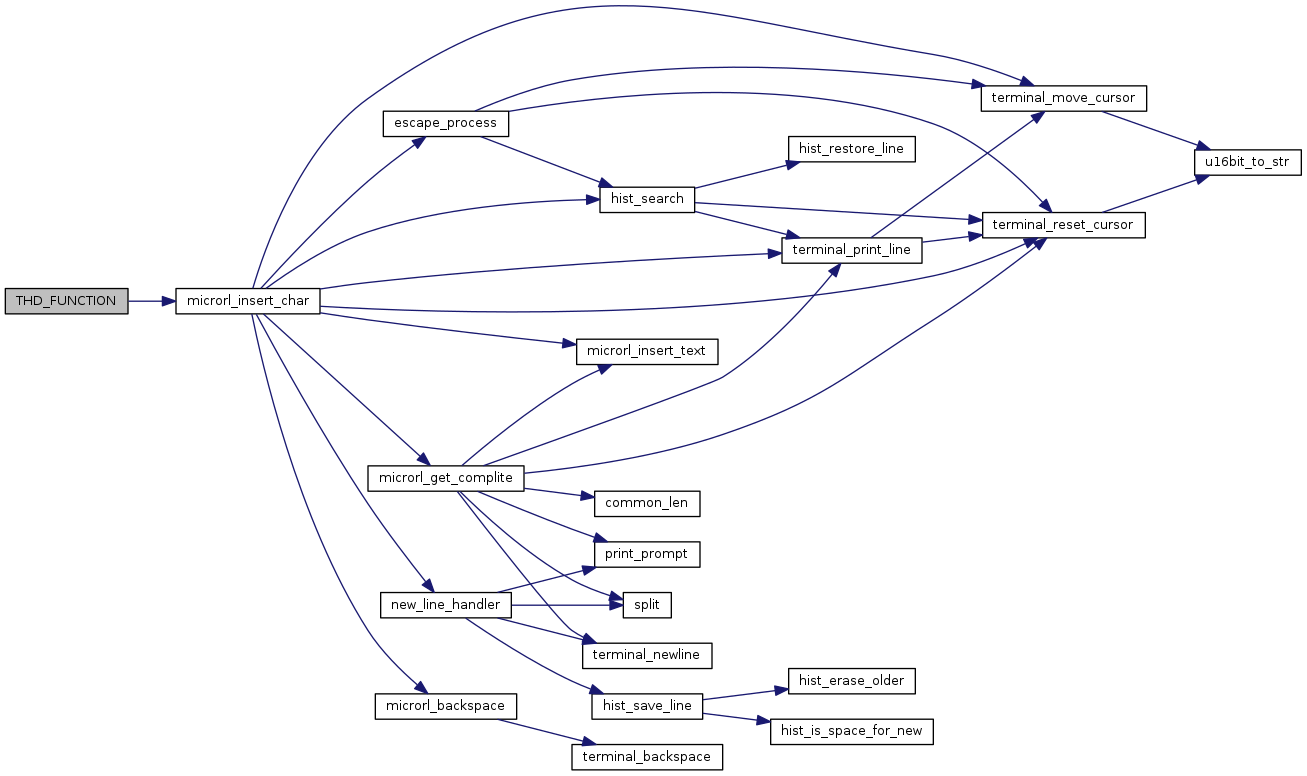 terminal_move_cursor
escape_process
hist_restore_line
u16bit_to_str
hist_search
terminal_reset_cursor
terminal_print_line
THD_FUNCTION
microrl_insert_char
microrl_insert_text
microrl_get_complite
common_len
print_prompt
new_line_handler
split
terminal_newline
hist_erase_older
microrl_backspace
hist_save_line
hist_is_space_for_new
terminal_backspace